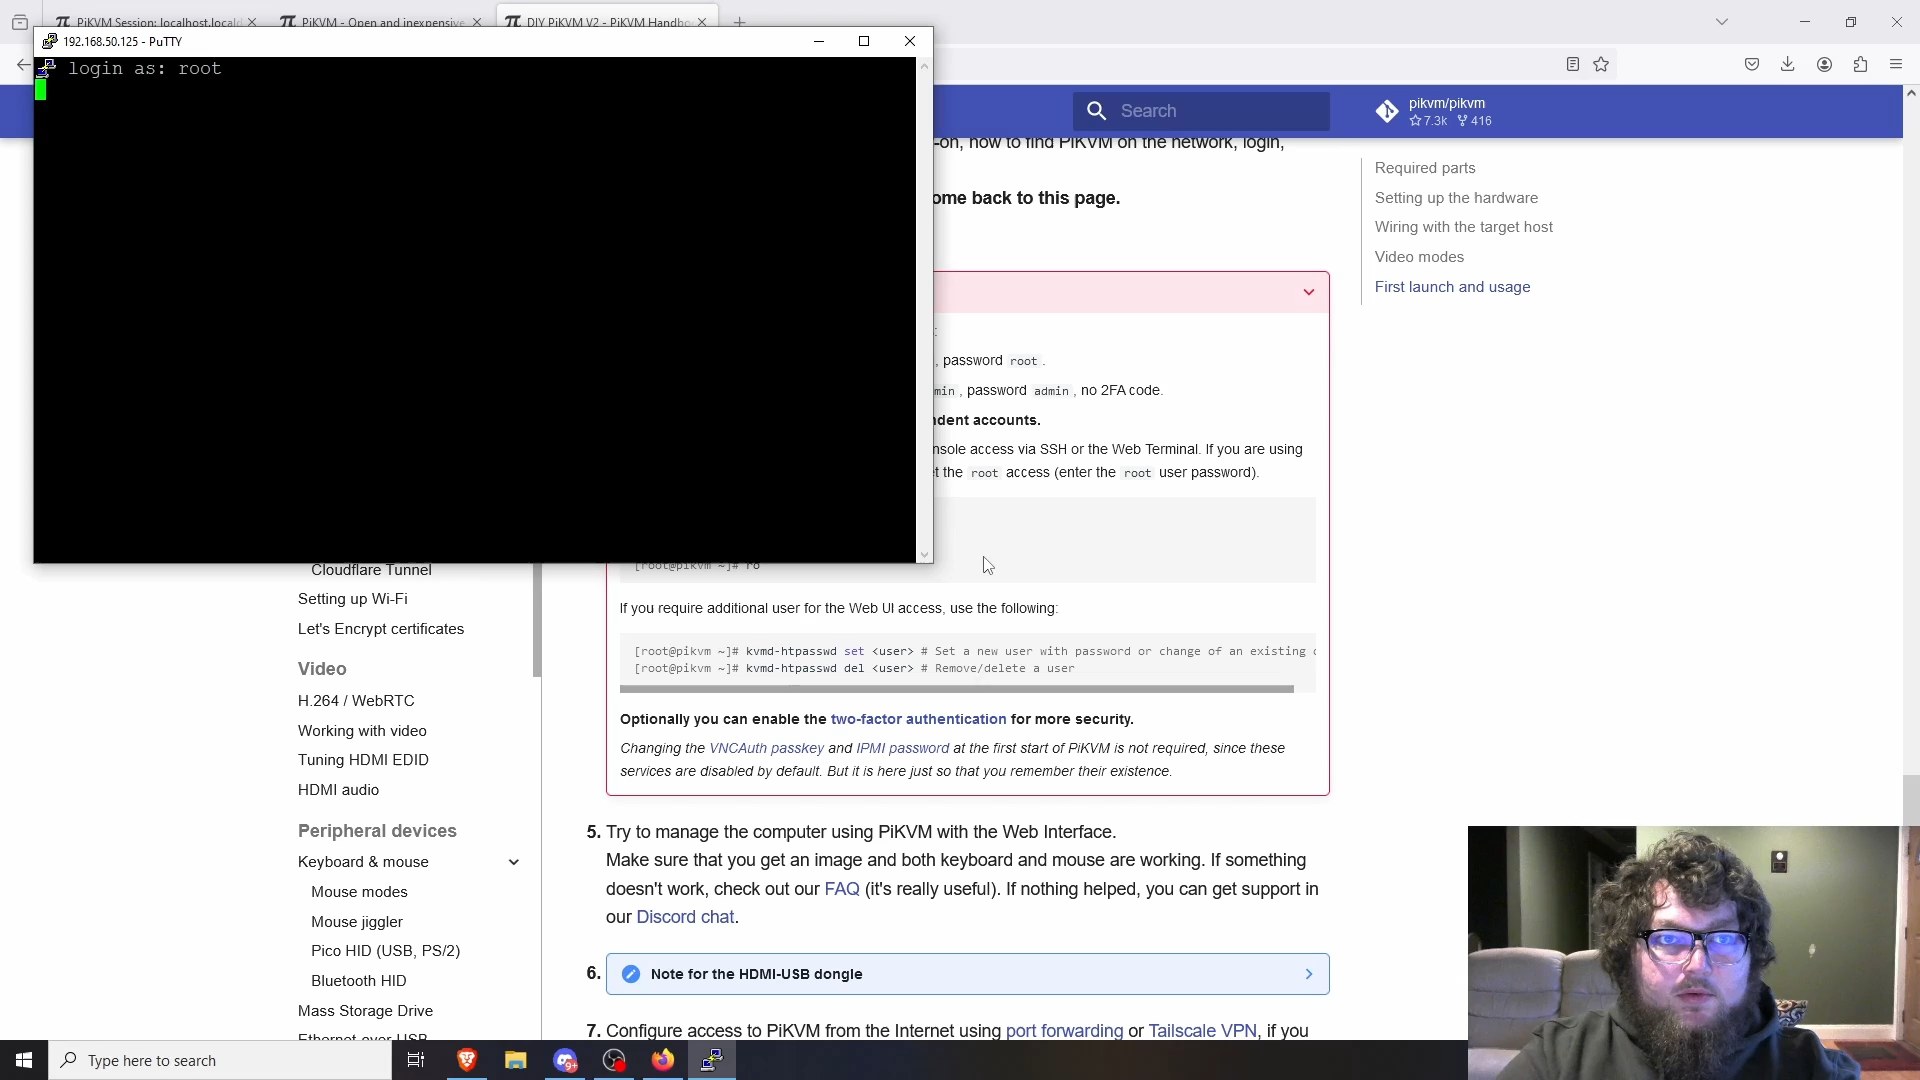 PiKVM Session: localhost.locald
PiKVM - Open and inexpensive
DIY PiKVM V2 - PiKVM Handbo
192.168.50.125 - PuTTY
login as: root
Search
pikvm/pikvm
7.3k 416
-on, how to find PiKVM on the network, login,
ome back to this page.
Required parts
Setting up the hardware
Wiring with the target host
Video modes
First launch and usage
:
, password root .
min , password admin , no 2FA code.
ndent accounts.
nsole access via SSH or the Web Terminal. If you are using
t the root access (enter the root user password).
[root@pikvm ~]# ro
If you require additional user for the Web UI access, use the following:
[root@pikvm ~]# kvmd-htpasswd set <user> # Set a new user with password or change of an existing
[root@pikvm ~]# kvmd-htpasswd del <user> # Remove/delete a user
Optionally you can enable the two-factor authentication for more security.
Changing the VNCAuth passkey and IPMI password at the first start of PiKVM is not required, since these
services are disabled by default. But it is here just so that you remember their existence.
5. Try to manage the computer using PiKVM with the Web Interface.
Make sure that you get an image and both keyboard and mouse are working. If something
doesn't work, check out our FAQ (it's really useful). If nothing helped, you can get support in
our Discord chat.
6. Note for the HDMI-USB dongle
7. Configure access to PiKVM from the Internet using port forwarding or Tailscale VPN, if you
Cloudflare Tunnel
Setting up Wi-Fi
Let's Encrypt certificates
Video
H.264 / WebRTC
Working with video
Tuning HDMI EDID
HDMI audio
Peripheral devices
Keyboard & mouse
Mouse modes
Mouse jiggler
Pico HID (USB, PS/2)
Bluetooth HID
Mass Storage Drive
Ethernet-over-USB
Type here to search
9+